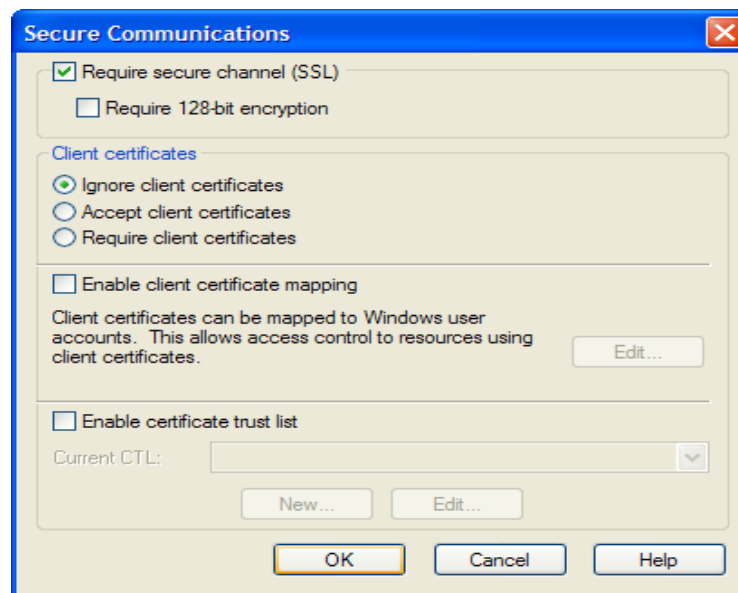 Secure Communications
Require secure channel (SSL)
Require 128-bit encryption
Client certificates
Ignore client certificates
Accept client certificates
Require client certificates
Enable client certificate mapping
Client certificates can be mapped to Windows user
accounts. This allows access control to resources using
client certificates.
Edit...
Enable certificate trust list
Current CTL:
New... Edit...
OK Cancel Help